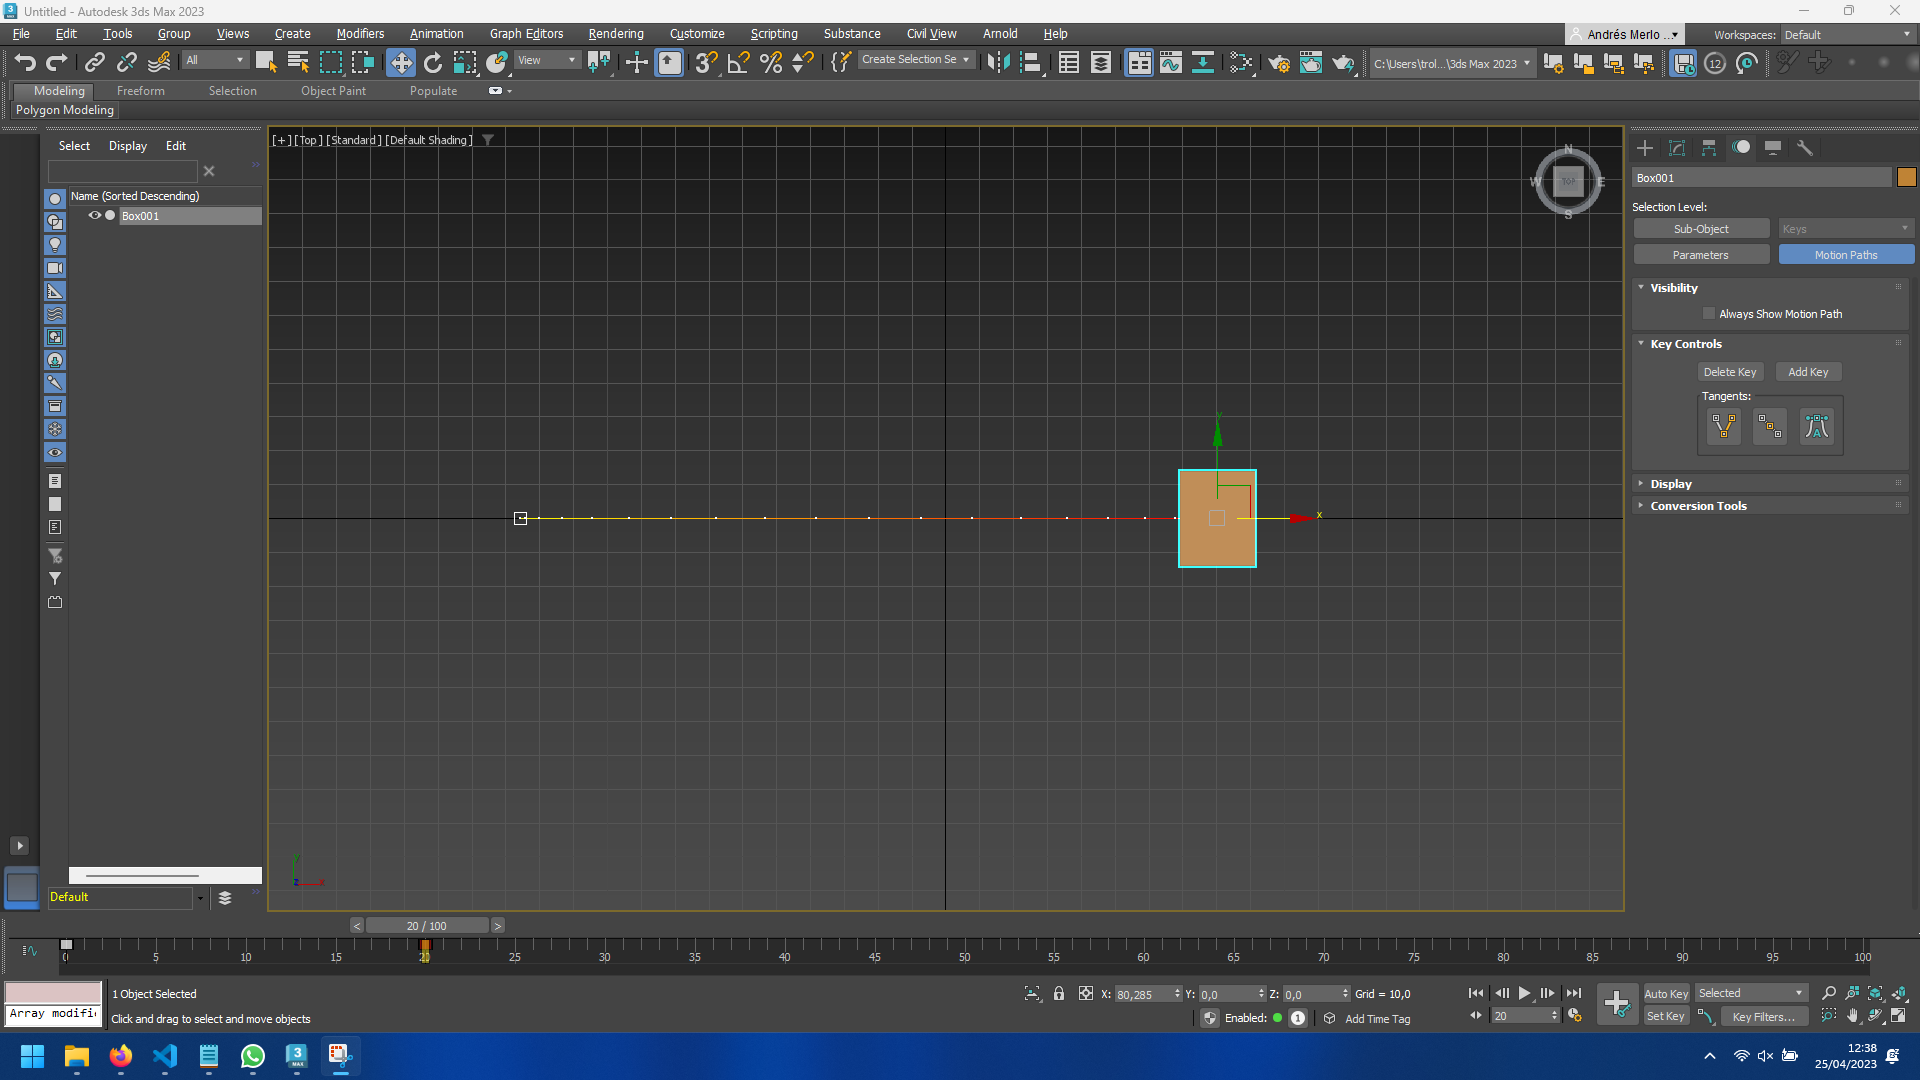 Untitled - Autodesk 3ds Max 2023
File Edit Tools Group Views Create Modifiers Animation Graph Editors Rendering Customize Scripting Substance Civil View Arnold Help
Andrés Merlo ...
Workspaces: Default
All
View
Create Selection Se
C:\Users\trol...\3ds Max 2023
12
Modeling Freeform Selection Object Paint Populate
Polygon Modeling
Select Display Edit
Name (Sorted Descending)
Box001
[+] [Top] [Standard] [Default Shading]
N
W TOP E
S
y
x
y
z x
Box001
Selection Level:
Sub-Object Keys
Parameters Motion Paths
Visibility
Always Show Motion Path
Key Controls
Delete Key Add Key
Tangents:
Display
Conversion Tools
Default
< 20 / 100 >
0 5 10 15 20 25 30 35 40 45 50 55 60 65 70 75 80 85 90 95 100
1 Object Selected
X: 80,285 Y: 0,0 Z: 0,0 Grid = 10,0
Auto Key Selected
Array modifi
Click and drag to select and move objects
Enabled: 1 Add Time Tag
20
Set Key Key Filters...
12:38
25/04/2023